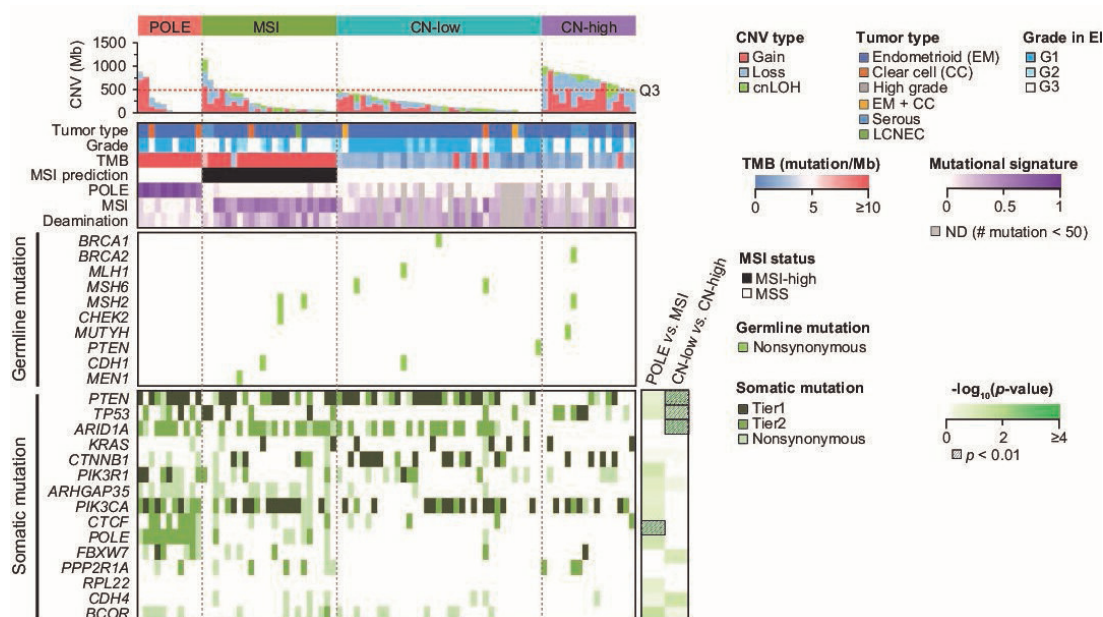 POLE MSI CN-low CN-high
CNV (Mb)
1500
1000
500
0
Q3
Tumor type
Grade
TMB
MSI prediction
POLE
MSI
Deamination
Germline mutation
BRCA1
BRCA2
MLH1
MSH6
MSH2
CHEK2
MUTYH
PTEN
CDH1
MEN1
POLE vs. MSI
CN-low vs. CN-high
Somatic mutation
PTEN
TP53
ARID1A
KRAS
CTNNB1
PIK3R1
ARHGAP35
PIK3CA
CTCF
POLE
FBXW7
PPP2R1A
RPL22
CDH4
BCOR
CNV type
Gain
Loss
cnLOH
Tumor type
Endometrioid (EM)
Clear cell (CC)
High grade
EM + CC
Serous
LCNEC
Grade in EI
G1
G2
G3
TMB (mutation/Mb)
0 5 ≥10
Mutational signature
0 0.5 1
ND (# mutation < 50)
MSI status
MSI-high
MSS
Germline mutation
Nonsynonymous
Somatic mutation
Tier1
Tier2
Nonsynonymous
-log10(p-value)
0 2 ≥4
p < 0.01